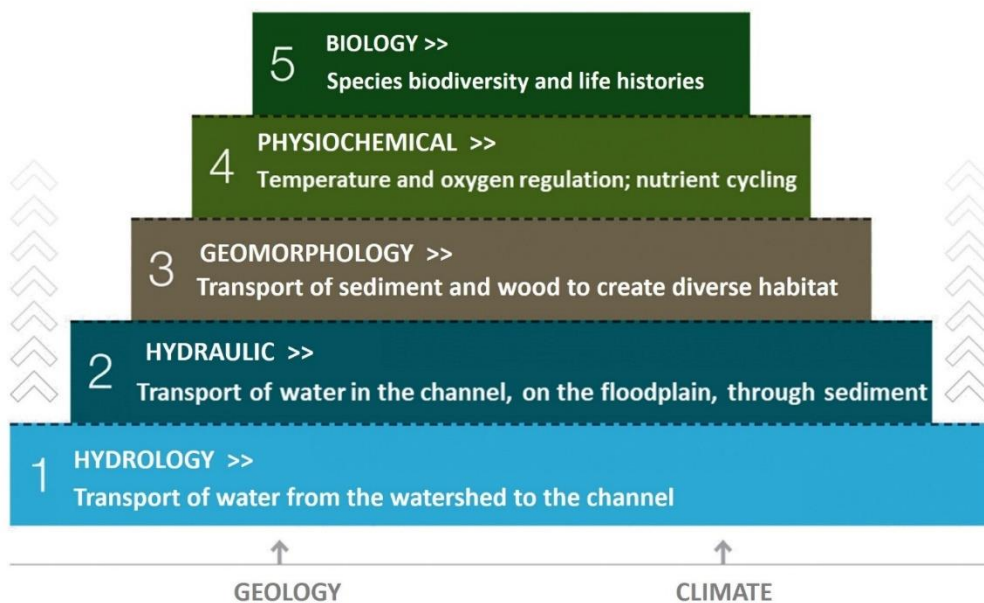 5 BIOLOGY >>
Species biodiversity and life histories
4 PHYSIOCHEMICAL >>
Temperature and oxygen regulation; nutrient cycling
3 GEOMORPHOLOGY >>
Transport of sediment and wood to create diverse habitat
2 HYDRAULIC >>
Transport of water in the channel, on the floodplain, through sediment
1 HYDROLOGY >>
Transport of water from the watershed to the channel
GEOLOGY CLIMATE